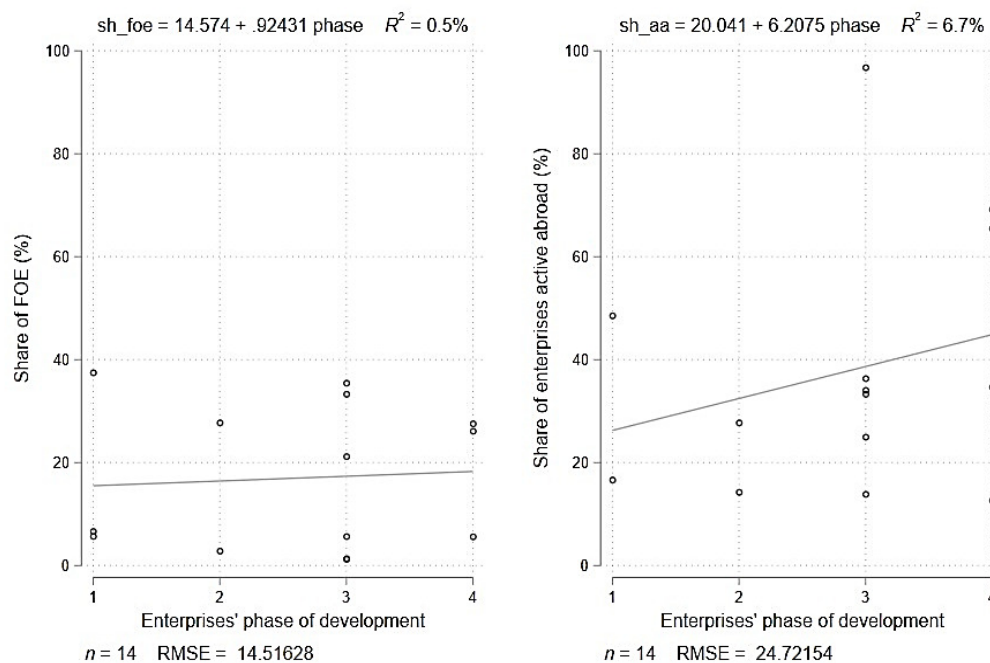 sh_foe = 14.574 + .92431 phase R² = 0.5%
100
80
60
40
20
0
Share of FOE (%)
1 2 3 4
Enterprises' phase of development
n = 14 RMSE = 14.51628
sh_aa = 20.041 + 6.2075 phase R² = 6.7%
100
80
60
40
20
0
Share of enterprises active abroad (%)
1 2 3 4
Enterprises' phase of development
n = 14 RMSE = 24.72154